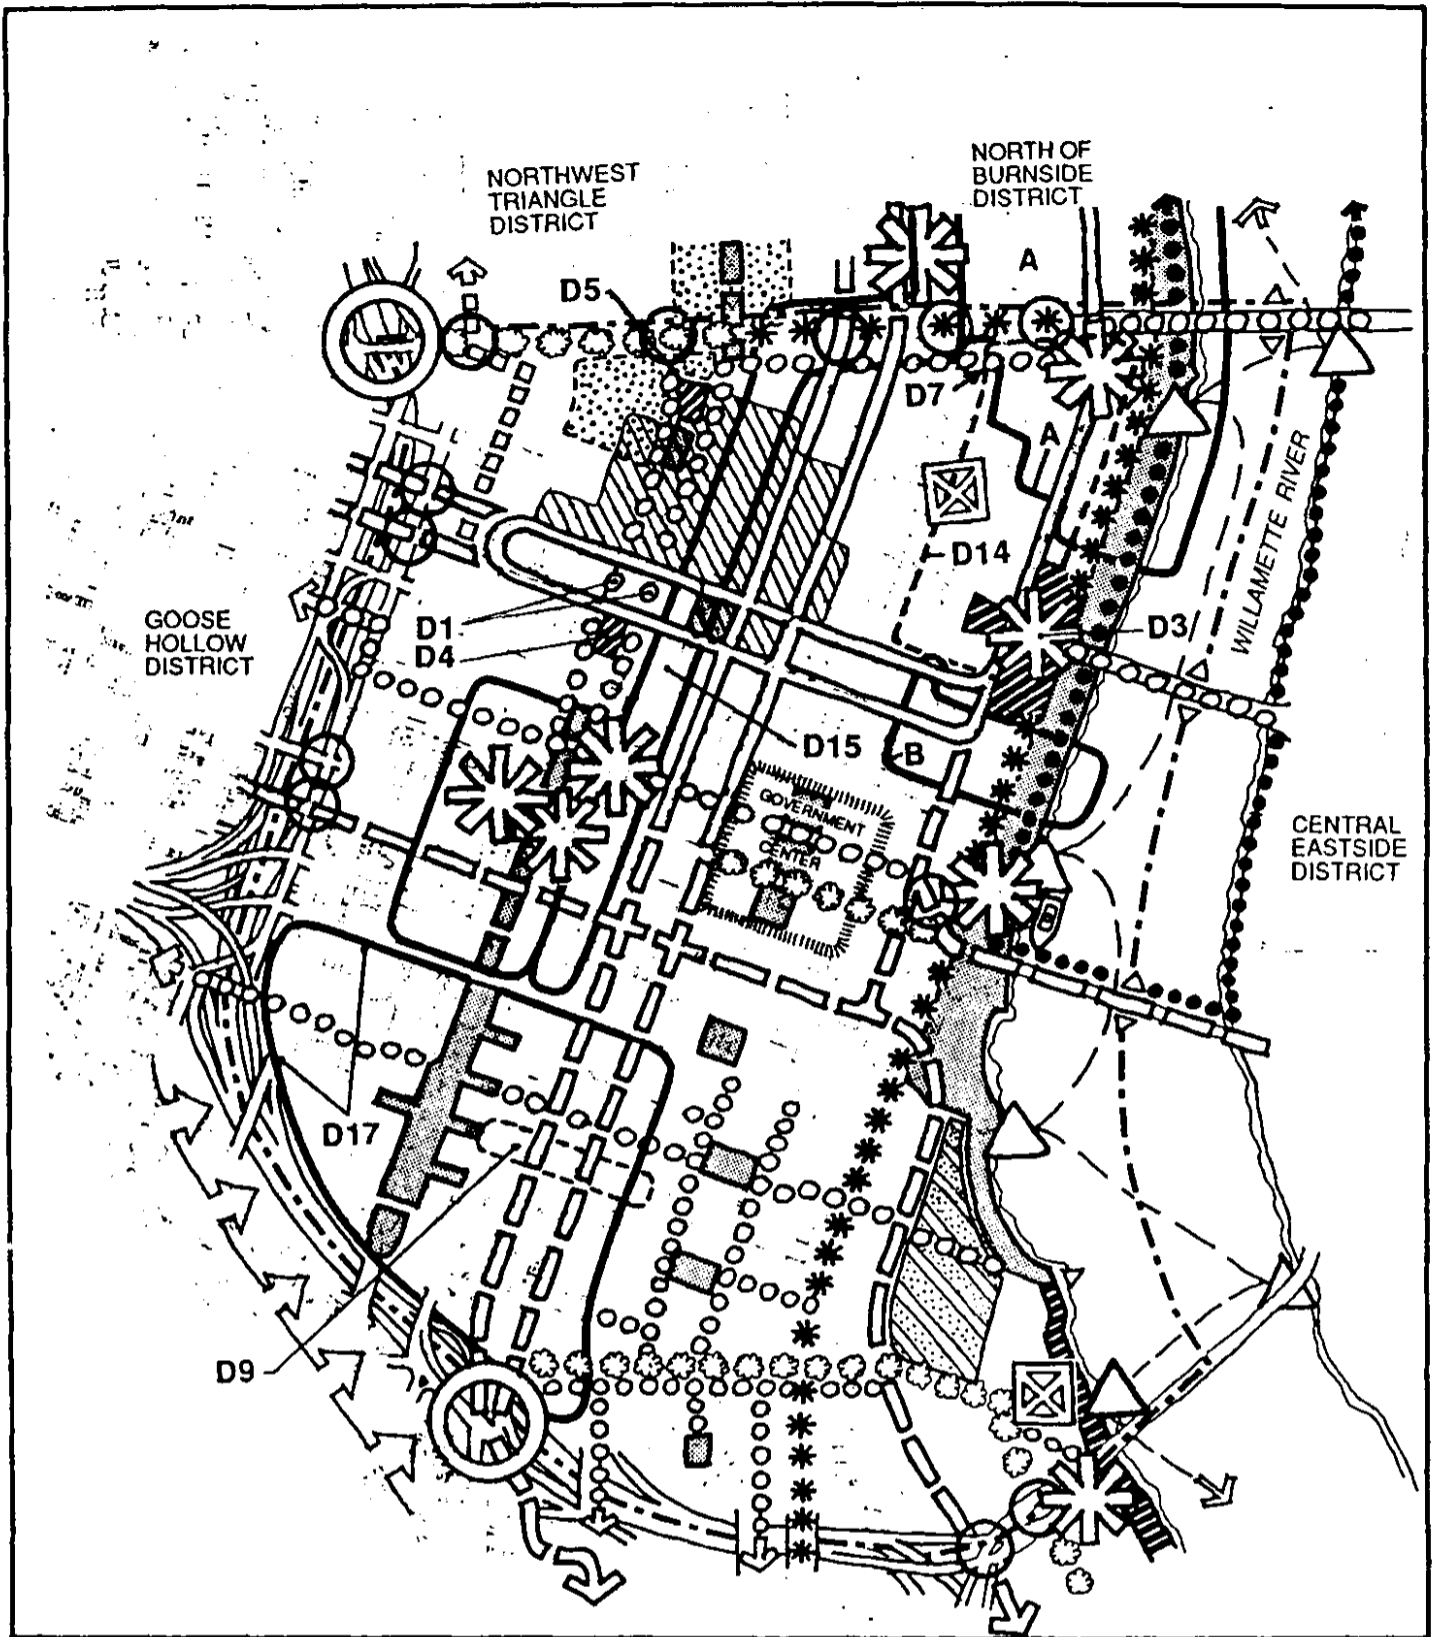 NORTHWEST
TRIANGLE
DISTRICT
NORTH OF
BURNSIDE
DISTRICT
A
D5
D7
A
WILLAMETTE RIVER
D14
GOOSE
HOLLOW
DISTRICT
D1
D4
D3
D15
B
GOVERNMENT
CENTER
CENTRAL
EASTSIDE
DISTRICT
B
D17
D9